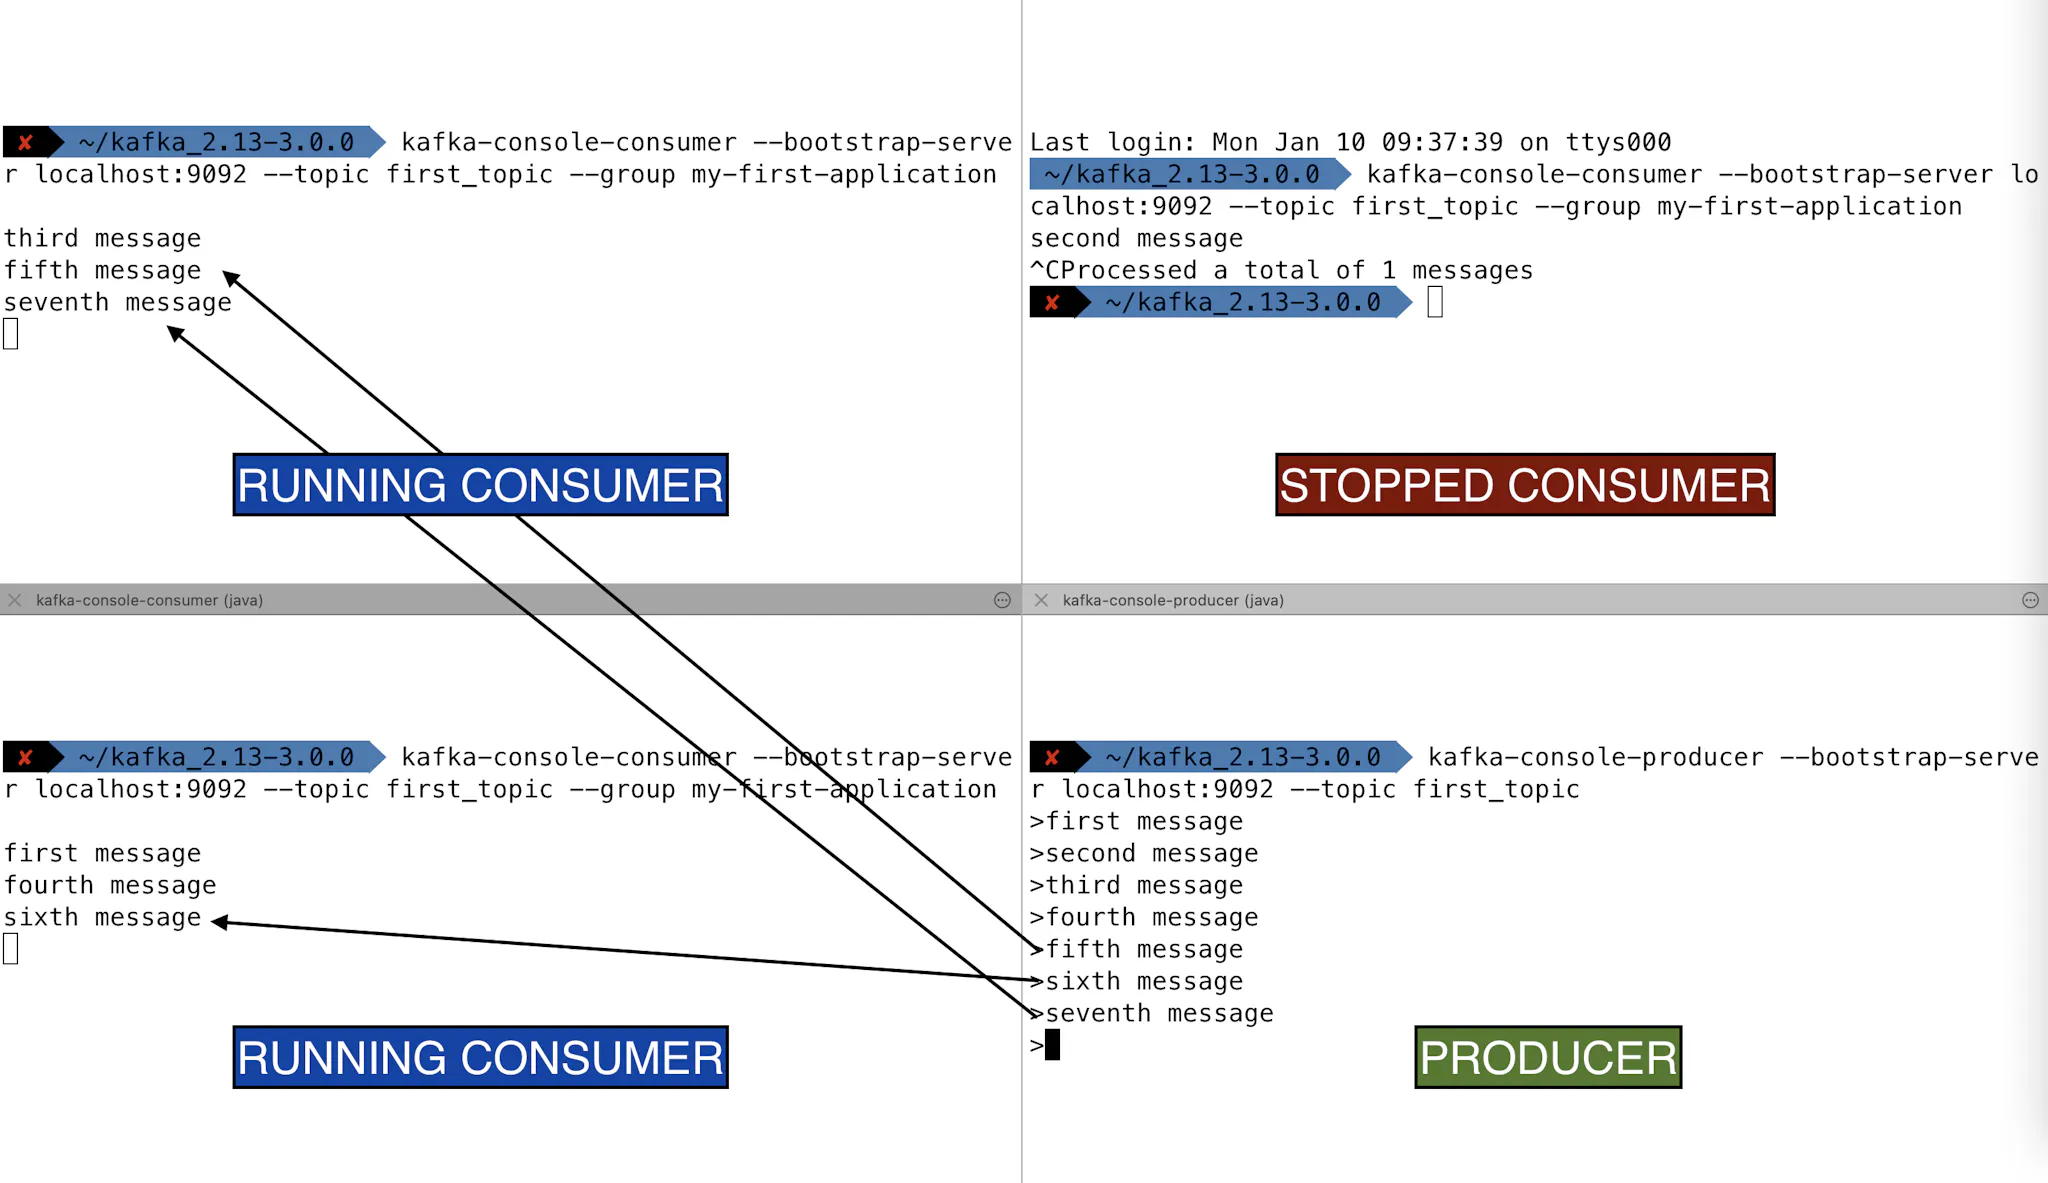 ✘ ~/kafka_2.13-3.0.0 kafka-console-consumer --bootstrap-serve
r localhost:9092 --topic first_topic --group my-first-application
third message
fifth message
seventh message
RUNNING CONSUMER
Last login: Mon Jan 10 09:37:39 on ttys000
~/kafka_2.13-3.0.0 kafka-console-consumer --bootstrap-server lo
calhost:9092 --topic first_topic --group my-first-application
second message
^CProcessed a total of 1 messages
✘ ~/kafka_2.13-3.0.0
STOPPED CONSUMER
kafka-console-consumer (java)
✘ ~/kafka_2.13-3.0.0 kafka-console-consumer --bootstrap-serve
r localhost:9092 --topic first_topic --group my-first-application
first message
fourth message
sixth message
RUNNING CONSUMER
kafka-console-producer (java)
✘ ~/kafka_2.13-3.0.0 kafka-console-producer --bootstrap-serve
r localhost:9092 --topic first_topic
>first message
>second message
>third message
>fourth message
>fifth message
>sixth message
>seventh message
>
PRODUCER